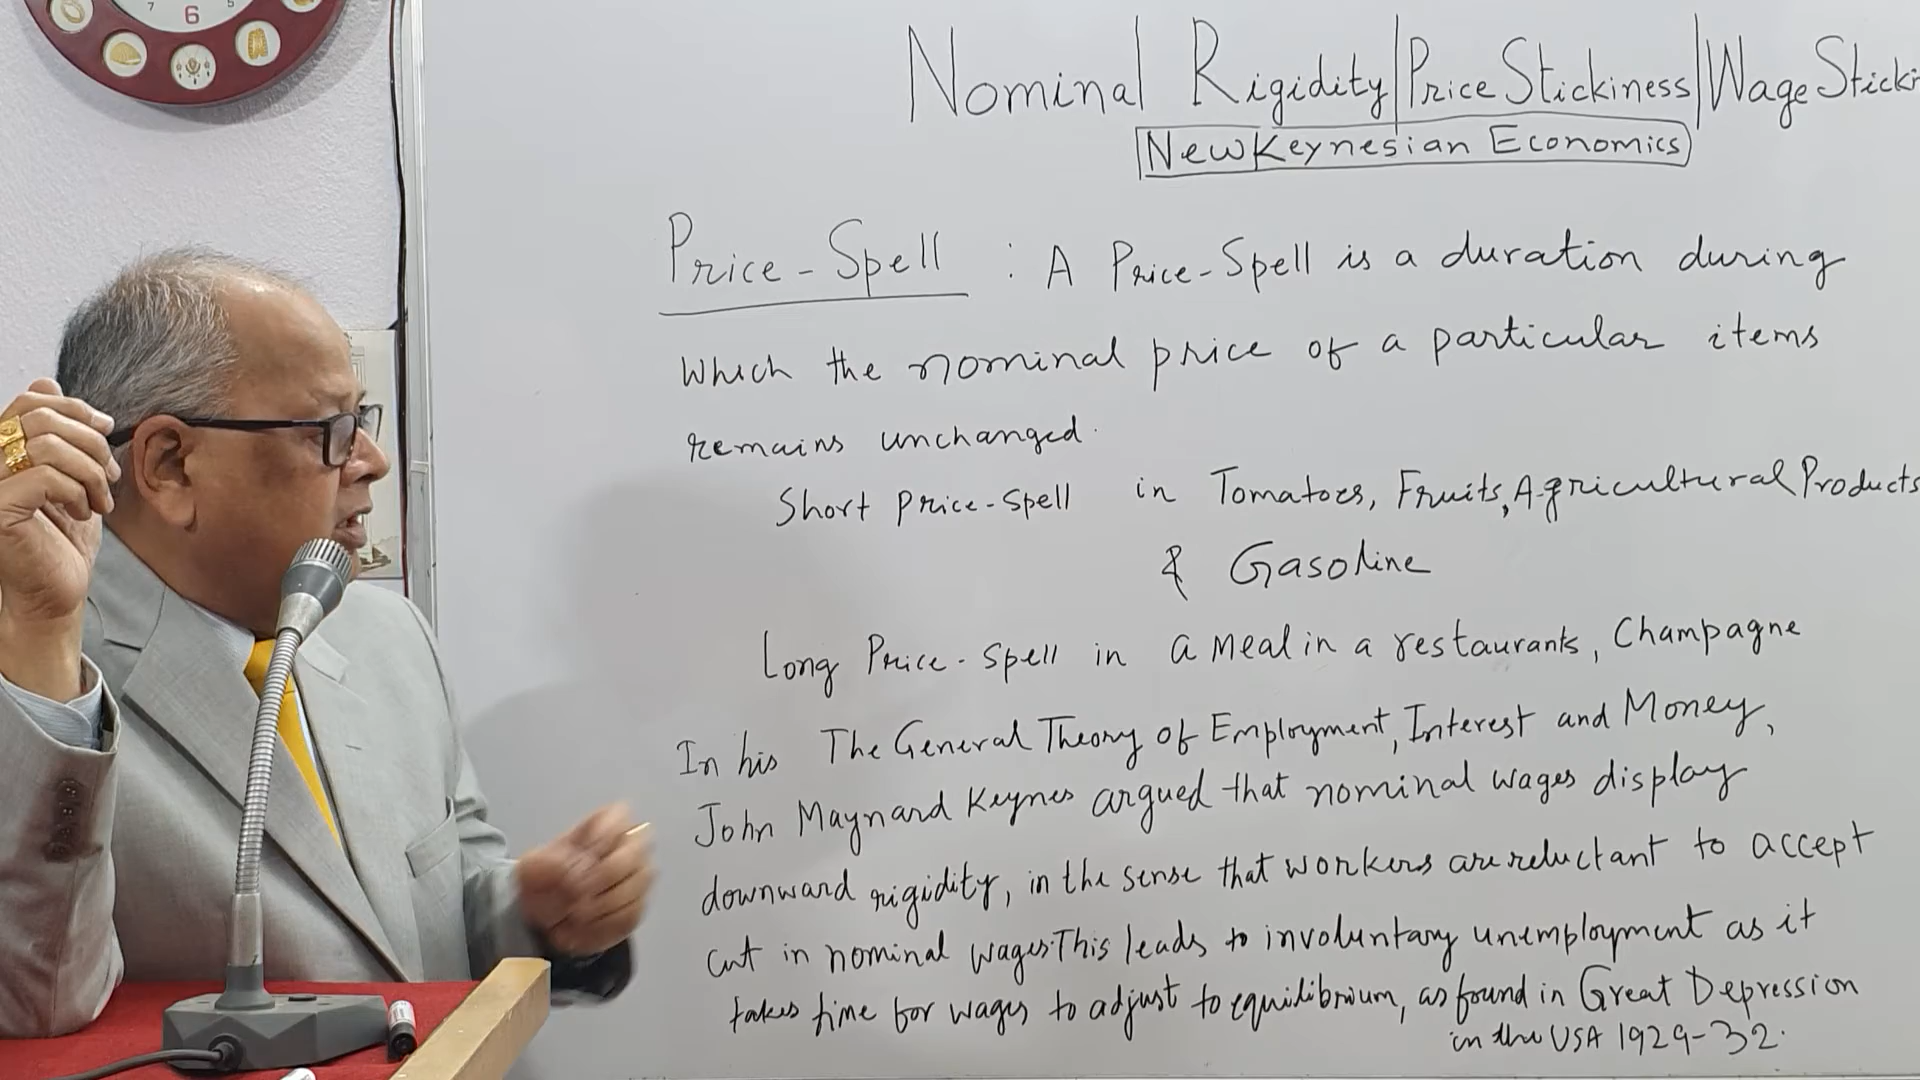 7 6 5
Nominal Rigidity|Price Stickiness|Wage Sticki
New Keynesian Economics
Price-Spell : A Price-Spell is a duration during
which the nominal price of a particular items
remains unchanged.
Short Price-Spell in Tomatoes, Fruits, Agricultural Products
& Gasoline
Long Price-Spell in a meal in a restaurants, Champagne
In his The General Theory of Employment, Interest and Money,
John Maynard Keynes argued that nominal wages display
downward rigidity, in the sense that workers are reluctant to accept
cut in nominal wages. This leads to involuntary unemployment as it
takes time for wages to adjust to equilibrium, as found in Great Depression
in the USA 1929-32.